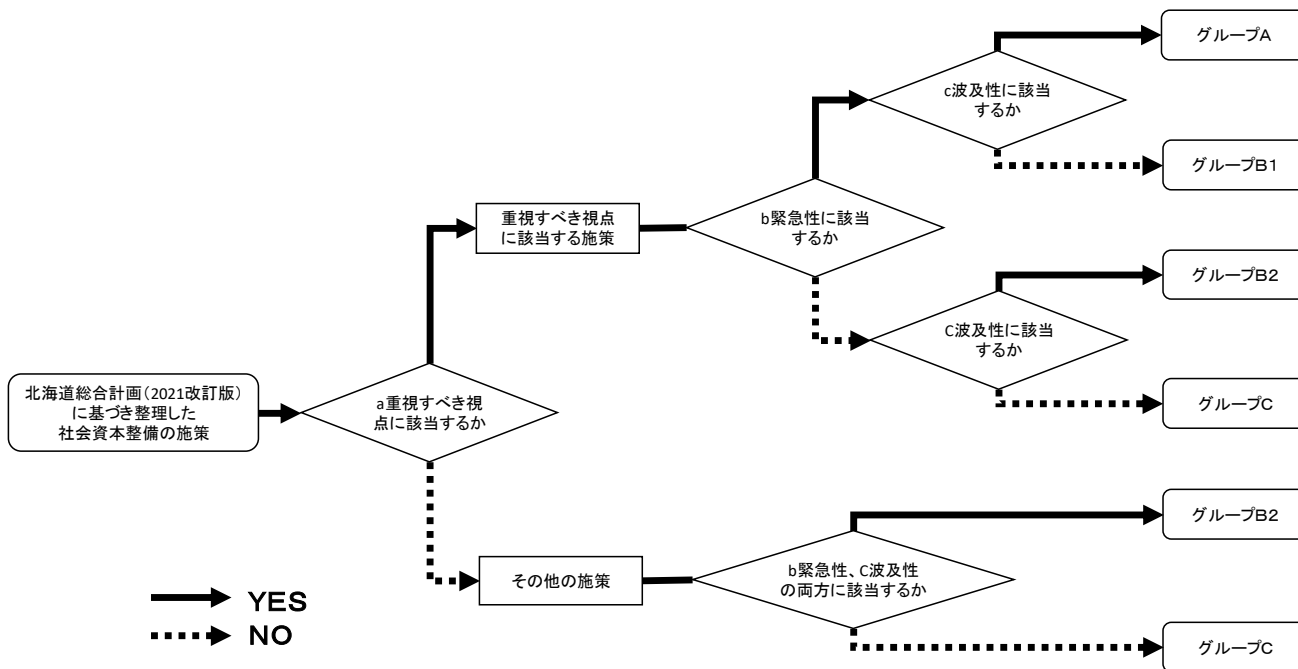 グループA
c波及性に該当
するか
グループB1
重視すべき視点
に該当する施策
b緊急性に該当
するか
グループB2
C波及性に該当
するか
グループC
北海道総合計画（2021改訂版）
に基づき整理した
社会資本整備の施策
a重視すべき視
点に該当するか
グループB2
その他の施策
b緊急性、C波及性
の両方に該当するか
グループC
YES
NO